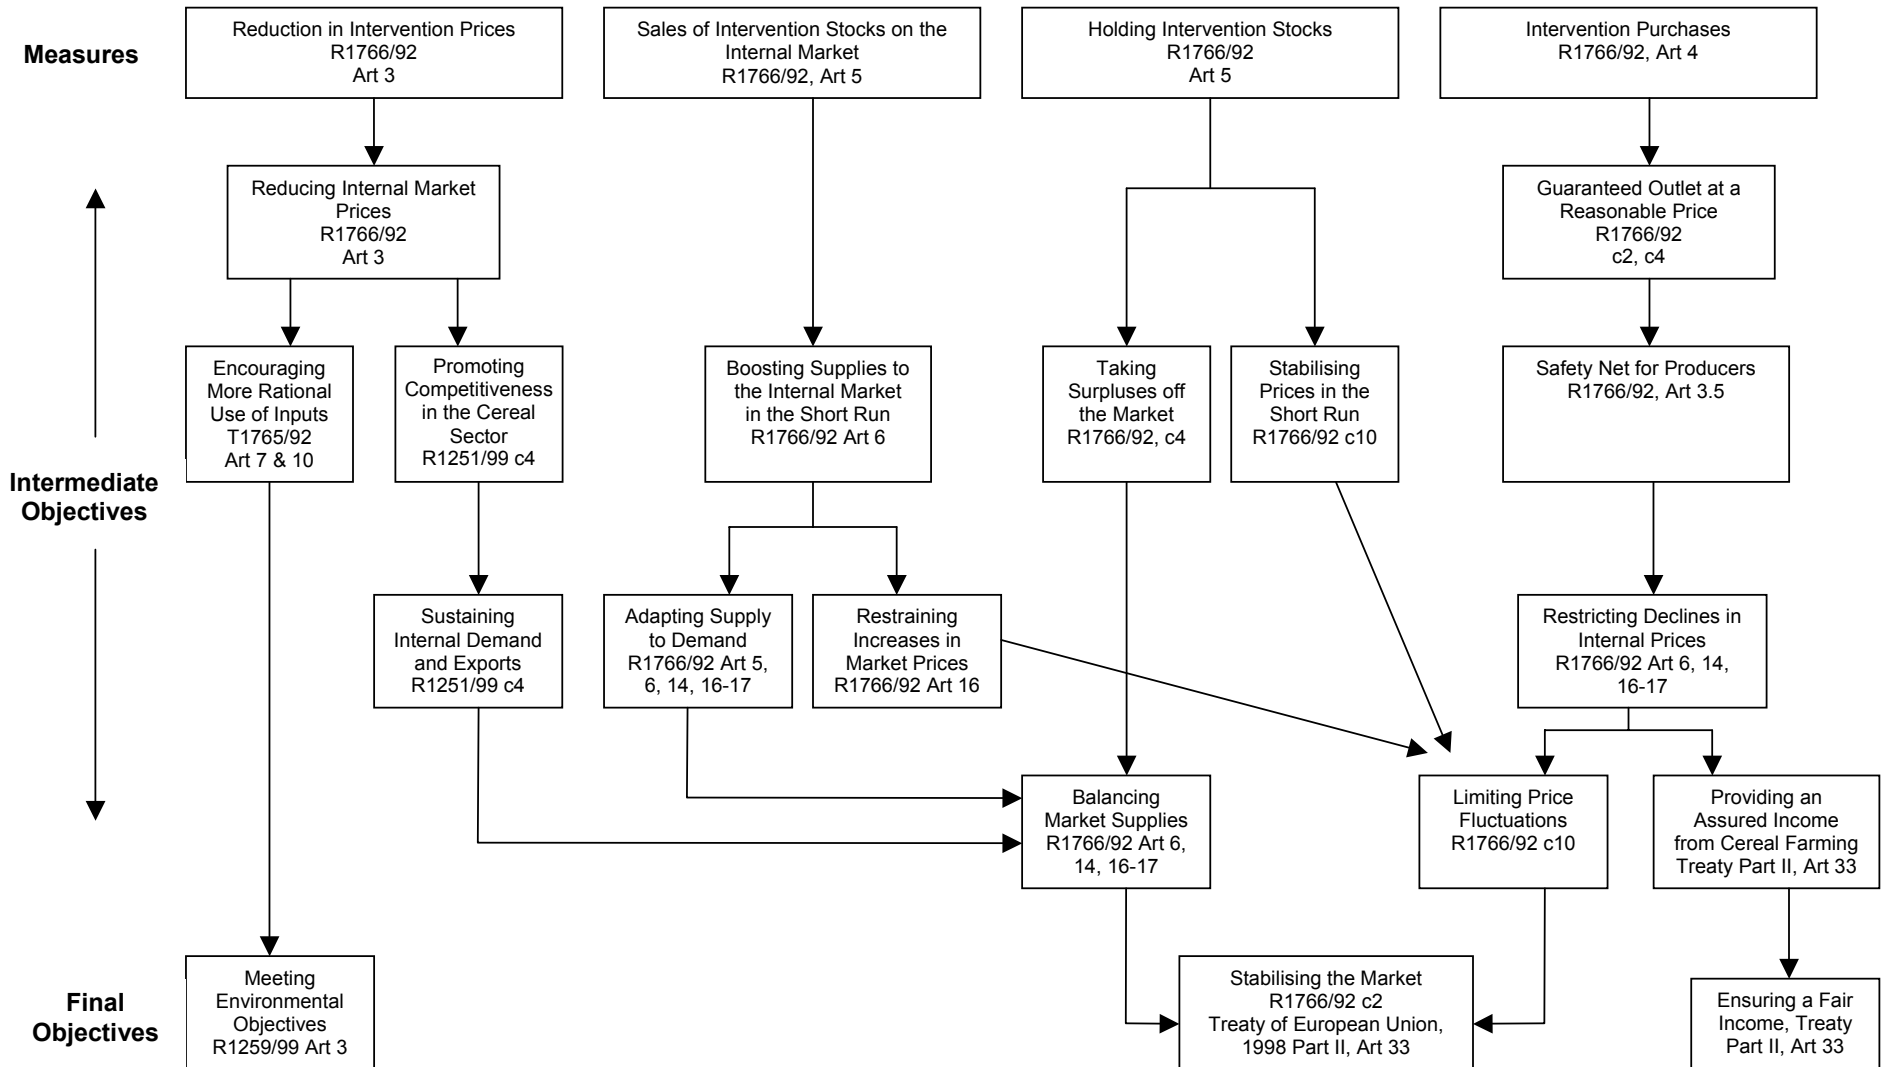 Measures
Reduction in Intervention Prices
R1766/92
Art 3
Sales of Intervention Stocks on the
Internal Market
R1766/92, Art 5
Holding Intervention Stocks
R1766/92
Art 5
Intervention Purchases
R1766/92, Art 4
Reducing Internal Market
Prices
R1766/92
Art 3
Guaranteed Outlet at a
Reasonable Price
R1766/92
c2, c4
Intermediate
Objectives
Encouraging
More Rational
Use of Inputs
T1765/92
Art 7 & 10
Promoting
Competitiveness
in the Cereal
Sector
R1251/99 c4
Boosting Supplies to
the Internal Market
in the Short Run
R1766/92 Art 6
Taking
Surpluses off
the Market
R1766/92, c4
Stabilising
Prices in the
Short Run
R1766/92 c10
Safety Net for Producers
R1766/92, Art 3.5
Sustaining
Internal Demand
and Exports
R1251/99 c4
Adapting Supply
to Demand
R1766/92 Art 5,
6, 14, 16-17
Restraining
Increases in
Market Prices
R1766/92 Art 16
Restricting Declines in
Internal Prices
R1766/92 Art 6, 14,
16-17
Balancing
Market Supplies
R1766/92 Art 6,
14, 16-17
Limiting Price
Fluctuations
R1766/92 c10
Providing an
Assured Income
from Cereal Farming
Treaty Part II, Art 33
Final
Objectives
Meeting
Environmental
Objectives
R1259/99 Art 3
Stabilising the Market
R1766/92 c2
Treaty of European Union,
1998 Part II, Art 33
Ensuring a Fair
Income, Treaty
Part II, Art 33